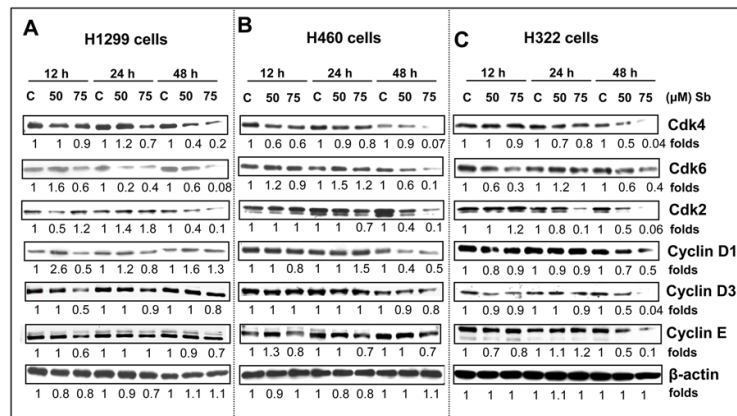 A B C
H1299 cells H460 cells H322 cells
12 h 24 h 48 h 12 h 24 h 48 h 12 h 24 h 48 h
C 50 75 C 50 75 C 50 75 C 50 75 C 50 75 C 50 75 C 50 75 C 50 75 C 50 75 (µM) Sb
Cdk4
1 1 0.9 1 1.2 0.7 1 0.4 0.2 1 0.6 0.6 1 0.9 0.8 1 0.9 0.07 1 1 0.9 1 0.7 0.8 1 0.5 0.04 folds
Cdk6
1 1.6 0.6 1 0.2 0.4 1 0.6 0.08 1 1.2 0.9 1 1.5 1.2 1 0.6 0.1 1 0.6 0.3 1 1.2 1 1 0.6 0.4 folds
Cdk2
1 0.5 1.2 1 1.4 1.8 1 0.4 0.1 1 1 1 1 1 0.7 1 0.4 0.1 1 1 1.2 1 0.8 0.1 1 0.5 0.06 folds
Cyclin D1
1 2.6 0.5 1 1.2 0.8 1 1.6 1.3 1 1 0.8 1 1 1.5 1 0.4 0.5 1 0.8 0.9 1 0.9 0.9 1 0.7 0.5 folds
Cyclin D3
1 1 0.5 1 1 0.9 1 1 0.8 1 1 1 1 1 1 1 0.9 0.8 1 0.9 0.9 1 1 0.9 1 0.5 0.04 folds
Cyclin E
1 1 0.6 1 1 1 1 0.9 0.7 1 1.3 0.8 1 1 0.7 1 1 0.7 1 0.7 0.8 1 1.1 1.2 1 0.5 0.1 folds
β-actin
1 0.8 0.8 1 0.9 0.7 1 1.1 1.1 1 0.9 1 1 0.8 1 1 1 1.1 1 1 1 1 1 1 1 1 1 folds